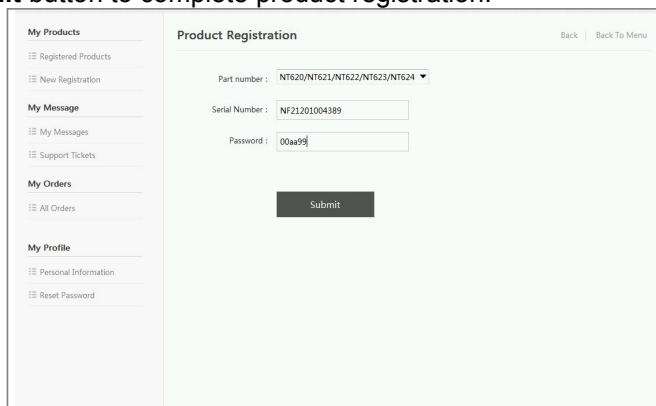 button to complete product registration.
My Products
Registered Products
New Registration
My Message
My Messages
Support Tickets
My Orders
All Orders
My Profile
Personal Information
Reset Password
Product Registration
Back | Back To Menu
Part number : NT620/NT621/NT622/NT623/NT624
Serial Number : NF21201004389
Password : 00aa99
Submit